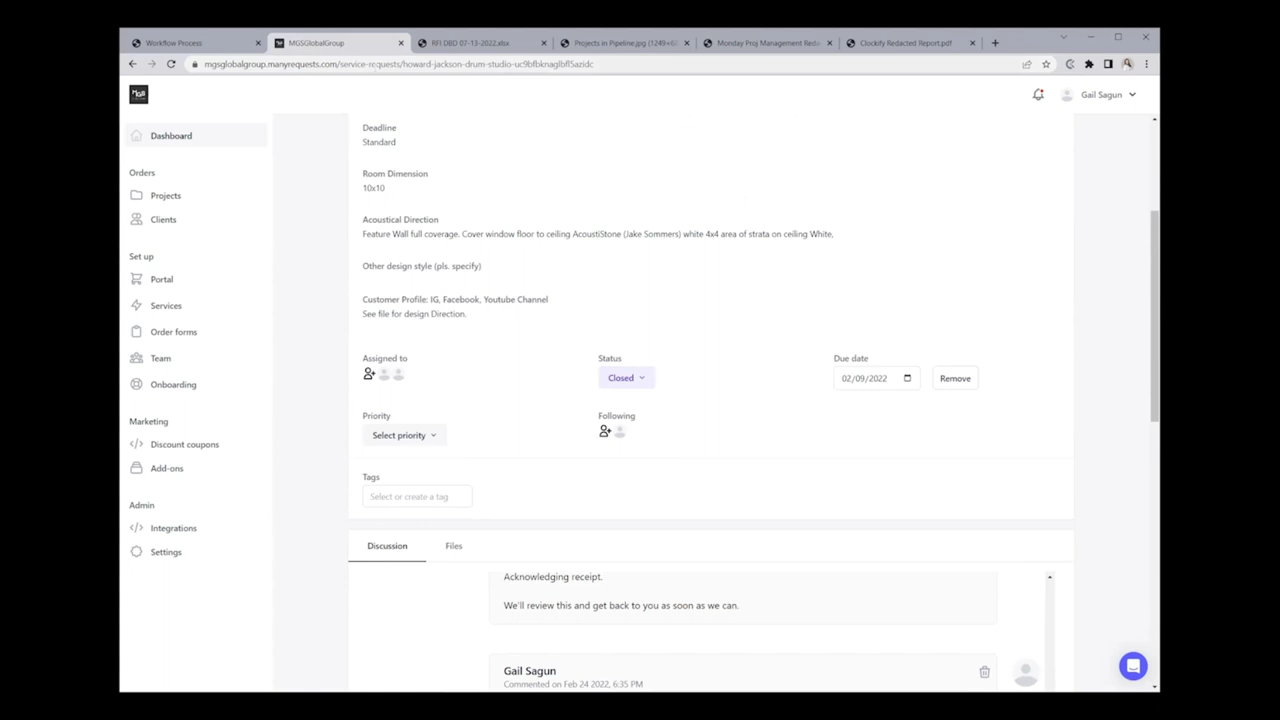 Workflow Process
MGSGlobalGroup
RFI DBD 07-13-2022.xlsx
Projects in Pipeline.jpg (1249×6
Monday Proj Management Reda
Clockify Redacted Report.pdf
mgsglobalgroup.manyrequests.com/service-requests/howard-jackson-drum-studio-uc9bfbknaglbfl5azidc
MGS
Gail Sagun
Dashboard
Orders
Projects
Clients
Set up
Portal
Services
Order forms
Team
Onboarding
Marketing
Discount coupons
Add-ons
Admin
Integrations
Settings
Deadline
Standard
Room Dimension
10x10
Acoustical Direction
Feature Wall full coverage. Cover window floor to ceiling AcoustiStone (Jake Sommers) white 4x4 area of strata on ceiling White,
Other design style (pls. specify)
Customer Profile: IG, Facebook, Youtube Channel
See file for design Direction.
Assigned to
Status
Due date
Closed
02/09/2022
Remove
Priority
Following
Select priority
Tags
Select or create a tag
Discussion
Files
Acknowledging receipt.
We'll review this and get back to you as soon as we can.
Gail Sagun
Commented on Feb 24 2022, 6:35 PM